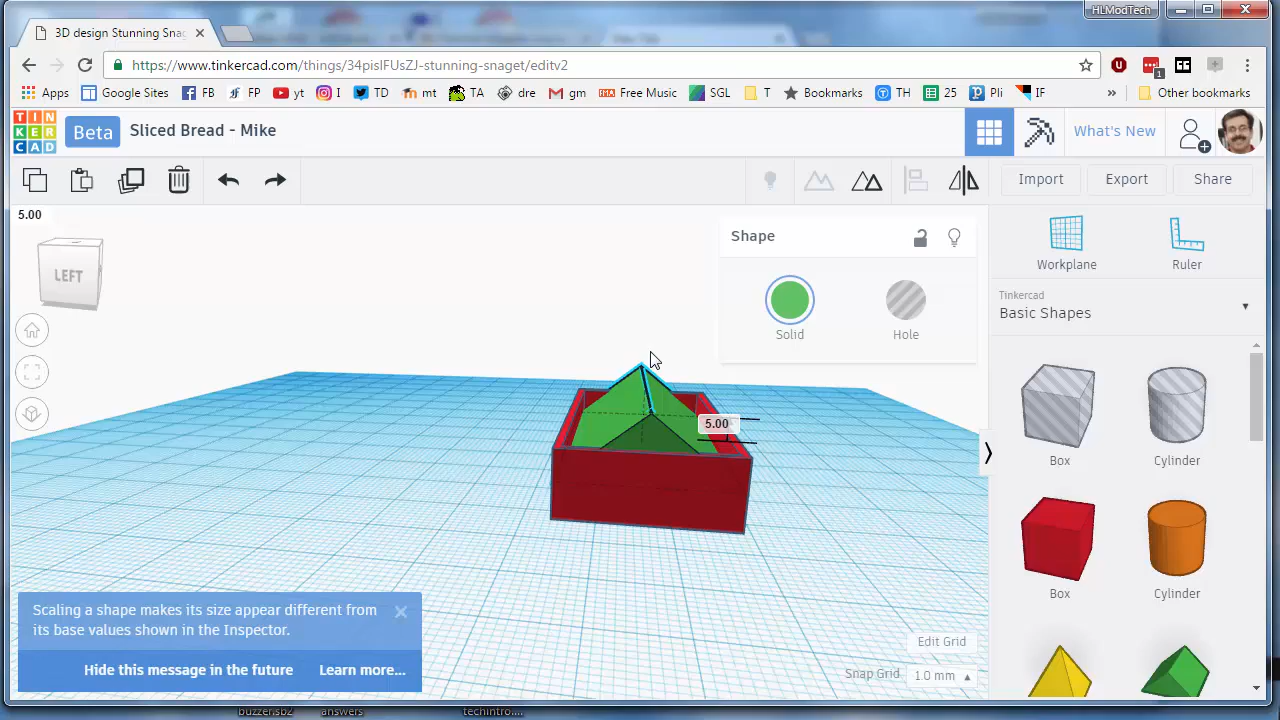 HLModTech
3D design Stunning Snag
https://www.tinkercad.com/things/34pisIFUsZJ-stunning-snaget/editv2
Apps Google Sites FB FP yt I TD mt TA dre gm Free Music SGL T Bookmarks TH 25 Pli IF » Other bookmarks
TIN KER CAD Beta Sliced Bread - Mike What's New
Import Export Share
5.00
LEFT
Shape
Solid Hole
Workplane Ruler
Tinkercad
Basic Shapes
5.00
Box Cylinder
Box Cylinder
Scaling a shape makes its size appear different from
its base values shown in the Inspector.
Hide this message in the future Learn more...
Edit Grid
Snap Grid 1.0 mm
buzzer.sb2 answers techintro....